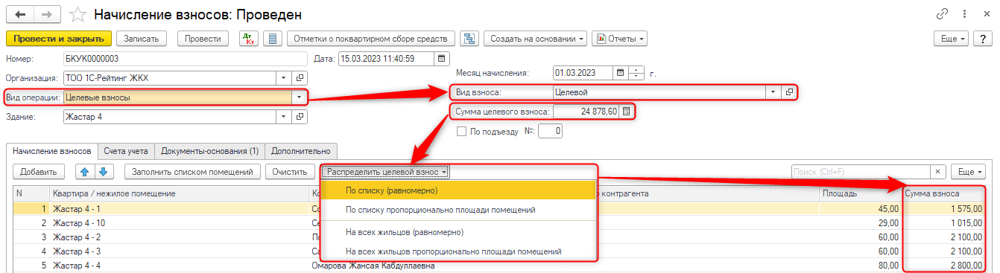 Начисление взносов: Проведен
Провести и закрыть Записать Провести Дт Кт Отметки о поквартирном сборе средств Создать на основании Отчеты Еще ?
Номер: БКУК0000003 Дата: 15.03.2023 11:40:59
Организация: ТОО 1С-Рейтинг ЖКХ Месяц начисления: 01.03.2023 г.
Вид операции: Целевые взносы Вид взноса: Целевой
Здание: Жастар 4 Сумма целевого взноса: 24 878,60
По подъезду №: 0
Начисление взносов Счета учета Документы-основания (1) Дополнительно
Добавить Заполнить списком помещений Очистить Распределить целевой взнос Поиск (Ctrl+F) × Еще
N Квартира / нежилое помещение контрагента Площадь Сумма взноса
По списку (равномерно)
1 Жастар 4 - 1 45,00 1 575,00
По списку пропорционально площади помещений
2 Жастар 4 - 10 29,00 1 015,00
На всех жильцов (равномерно)
3 Жастар 4 - 2 60,00 2 100,00
На всех жильцов пропорционально площади помещений
4 Жастар 4 - 3 60,00 2 100,00
5 Жастар 4 - 4 Омарова Жансая Кабдуллаевна 80,00 2 800,00